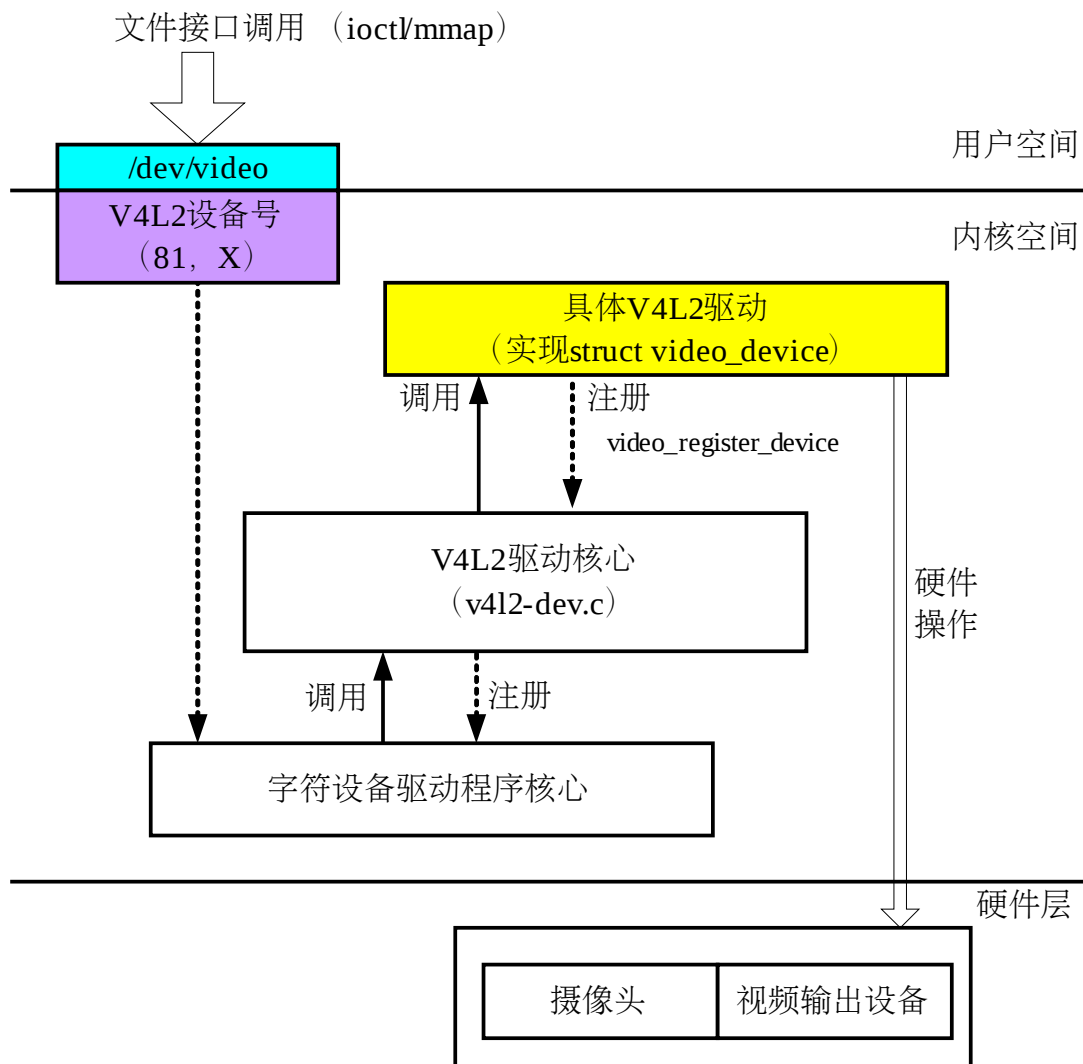 文件接口调用 （ioctl/mmap）
用户空间
/dev/video
V4L2设备号
（81，X）
内核空间
具体V4L2驱动
（实现struct video_device）
调用
注册
video_register_device
V4L2驱动核心
（v4l2-dev.c）
硬件
操作
调用
注册
字符设备驱动程序核心
硬件层
摄像头
视频输出设备